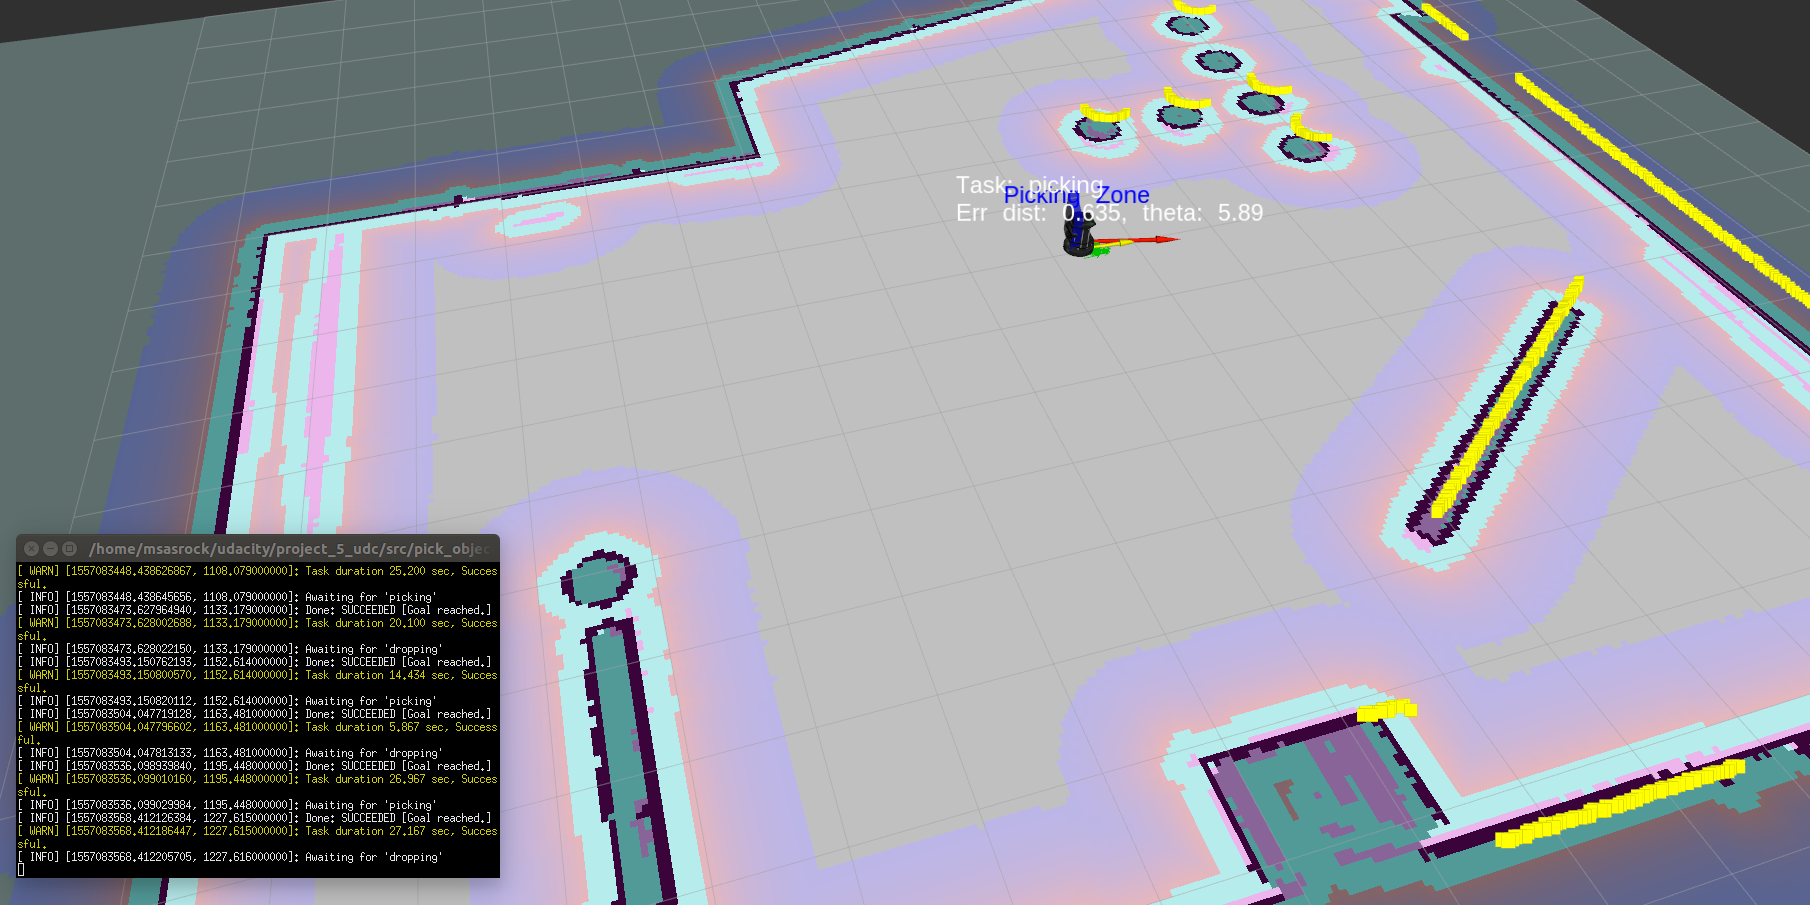 Task: picking
Picking Zone
Err dist: 0.635, theta: 5.89
/home/msasrock/udacity/project_5_udc/src/pick_objec
[ WARN] [1557083448.438626867, 1108.079000000]: Task duration 25.200 sec, Succes
sful.
[ INFO] [1557083448.438645656, 1108.079000000]: Awaiting for 'picking'
[ INFO] [1557083473.627964940, 1133.179000000]: Done: SUCCEEDED [Goal reached.]
[ WARN] [1557083473.628002688, 1133.179000000]: Task duration 20.100 sec, Succes
sful.
[ INFO] [1557083473.628022150, 1133.179000000]: Awaiting for 'dropping'
[ INFO] [1557083493.150762193, 1152.614000000]: Done: SUCCEEDED [Goal reached.]
[ WARN] [1557083493.150800570, 1152.614000000]: Task duration 14.434 sec, Succes
sful.
[ INFO] [1557083493.150820112, 1152.614000000]: Awaiting for 'picking'
[ INFO] [1557083504.047719128, 1163.481000000]: Done: SUCCEEDED [Goal reached.]
[ WARN] [1557083504.047796602, 1163.481000000]: Task duration 5.867 sec, Success
ful.
[ INFO] [1557083504.047813133, 1163.481000000]: Awaiting for 'dropping'
[ INFO] [1557083536.098939840, 1195.448000000]: Done: SUCCEEDED [Goal reached.]
[ WARN] [1557083536.099010160, 1195.448000000]: Task duration 26.967 sec, Succes
sful.
[ INFO] [1557083536.099029984, 1195.448000000]: Awaiting for 'picking'
[ INFO] [1557083568.412126384, 1227.615000000]: Done: SUCCEEDED [Goal reached.]
[ WARN] [1557083568.412186447, 1227.615000000]: Task duration 27.167 sec, Succes
sful.
[ INFO] [1557083568.412205705, 1227.616000000]: Awaiting for 'dropping'